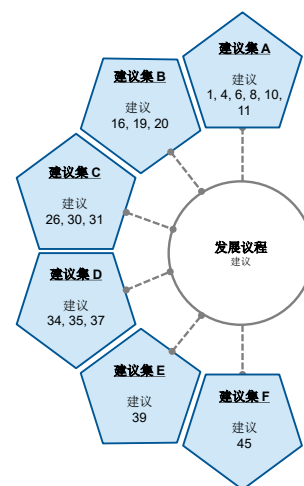 建议集 A
建议
1, 4, 6, 8, 10,
11
建议集 B
建议
16, 19, 20
建议集 C
建议
26, 30, 31
发展议程
建议
建议集 D
建议
34, 35, 37
建议集 E
建议
39
建议集 F
建议
45